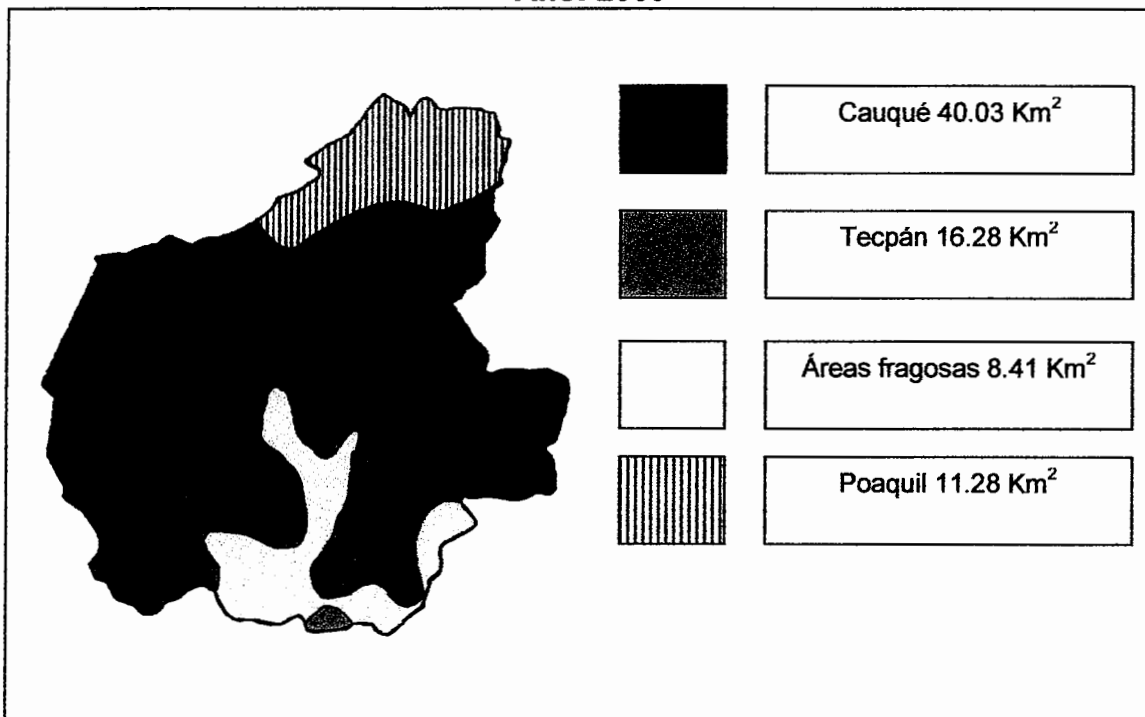 Cauqué 40.03 Km²
Tecpán 16.28 Km²
Áreas fragosas 8.41 Km²
Poaquil 11.28 Km²